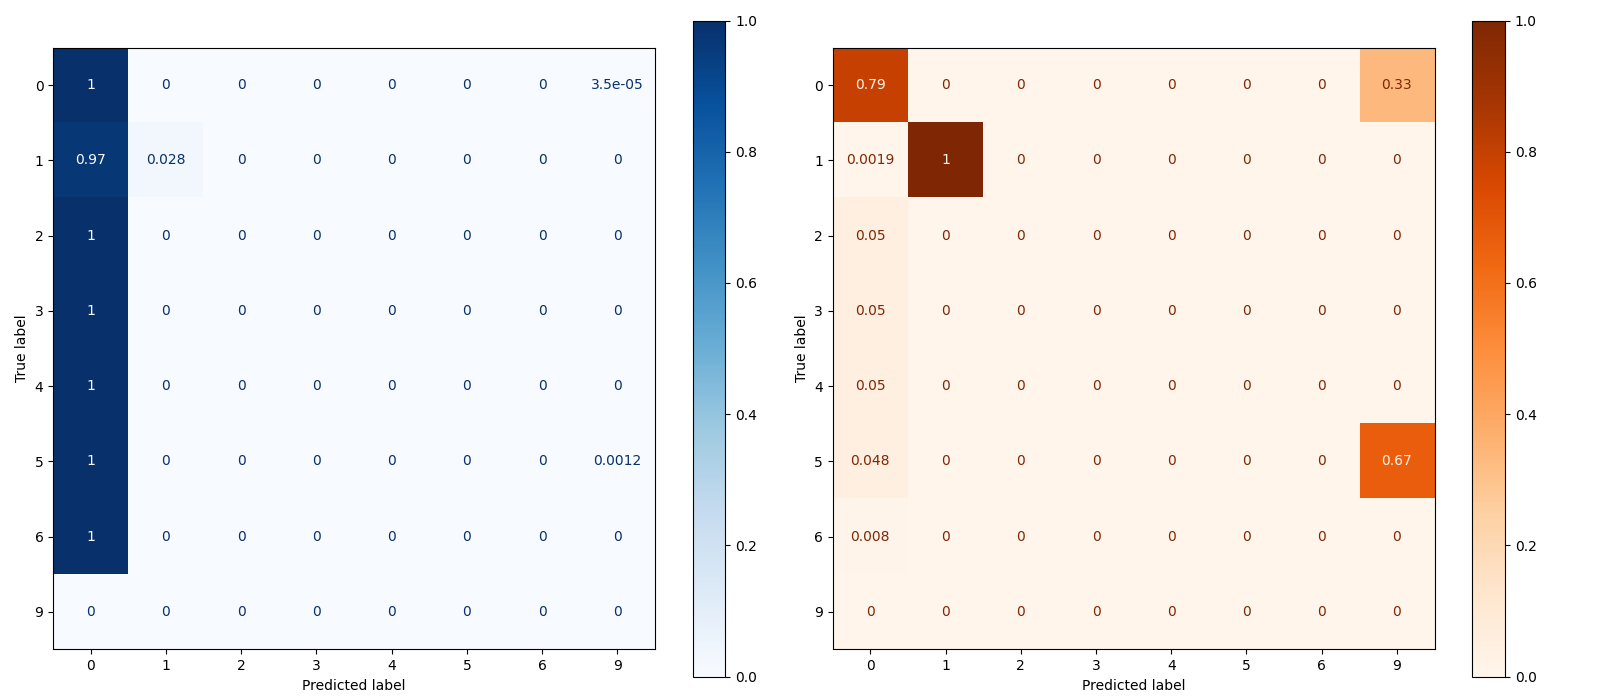 0 1 0 0 0 0 0 0 3.5e-05
1 0.97 0.028 0 0 0 0 0 0
2 1 0 0 0 0 0 0 0
3 1 0 0 0 0 0 0 0
4 1 0 0 0 0 0 0 0
5 1 0 0 0 0 0 0 0.0012
6 1 0 0 0 0 0 0 0
9 0 0 0 0 0 0 0 0
0 1 2 3 4 5 6 9
Predicted label
True label
1.0
0.8
0.6
0.4
0.2
0.0
0 0.79 0 0 0 0 0 0 0.33
1 0.0019 1 0 0 0 0 0 0
2 0.05 0 0 0 0 0 0 0
3 0.05 0 0 0 0 0 0 0
4 0.05 0 0 0 0 0 0 0
5 0.048 0 0 0 0 0 0 0.67
6 0.008 0 0 0 0 0 0 0
9 0 0 0 0 0 0 0 0
0 1 2 3 4 5 6 9
Predicted label
True label
1.0
0.8
0.6
0.4
0.2
0.0